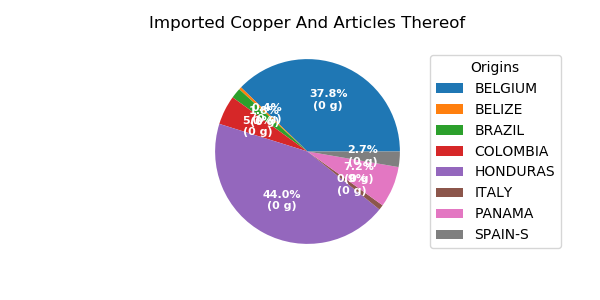 Imported Copper And Articles Thereof
37.8%
(0 g)
2.7%
(0 g)
7.2%
(0 g)
(0 g)
44.0%
(0 g)
(0 g)
Origins
BELGIUM
BELIZE
BRAZIL
COLOMBIA
HONDURAS
ITALY
PANAMA
SPAIN-S